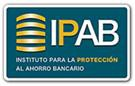 IPAB
INSTITUTO PARA LA PROTECCIÓN
AL AHORRO BANCARIO